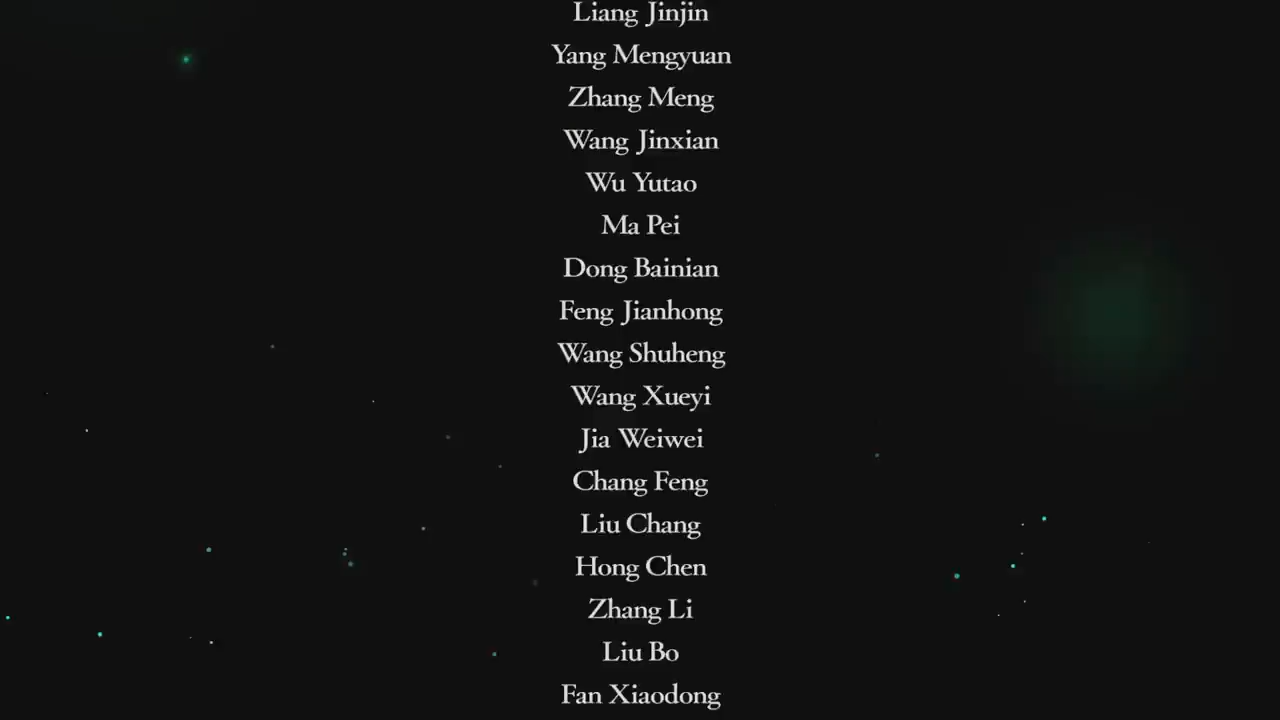 Liang Jinjin
Yang Mengyuan
Zhang Meng
Wang Jinxian
Wu Yutao
Ma Pei
Dong Bainian
Feng Jianhong
Wang Shuheng
Wang Xueyi
Jia Weiwei
Chang Feng
Liu Chang
Hong Chen
Zhang Li
Liu Bo
Fan Xiaodong